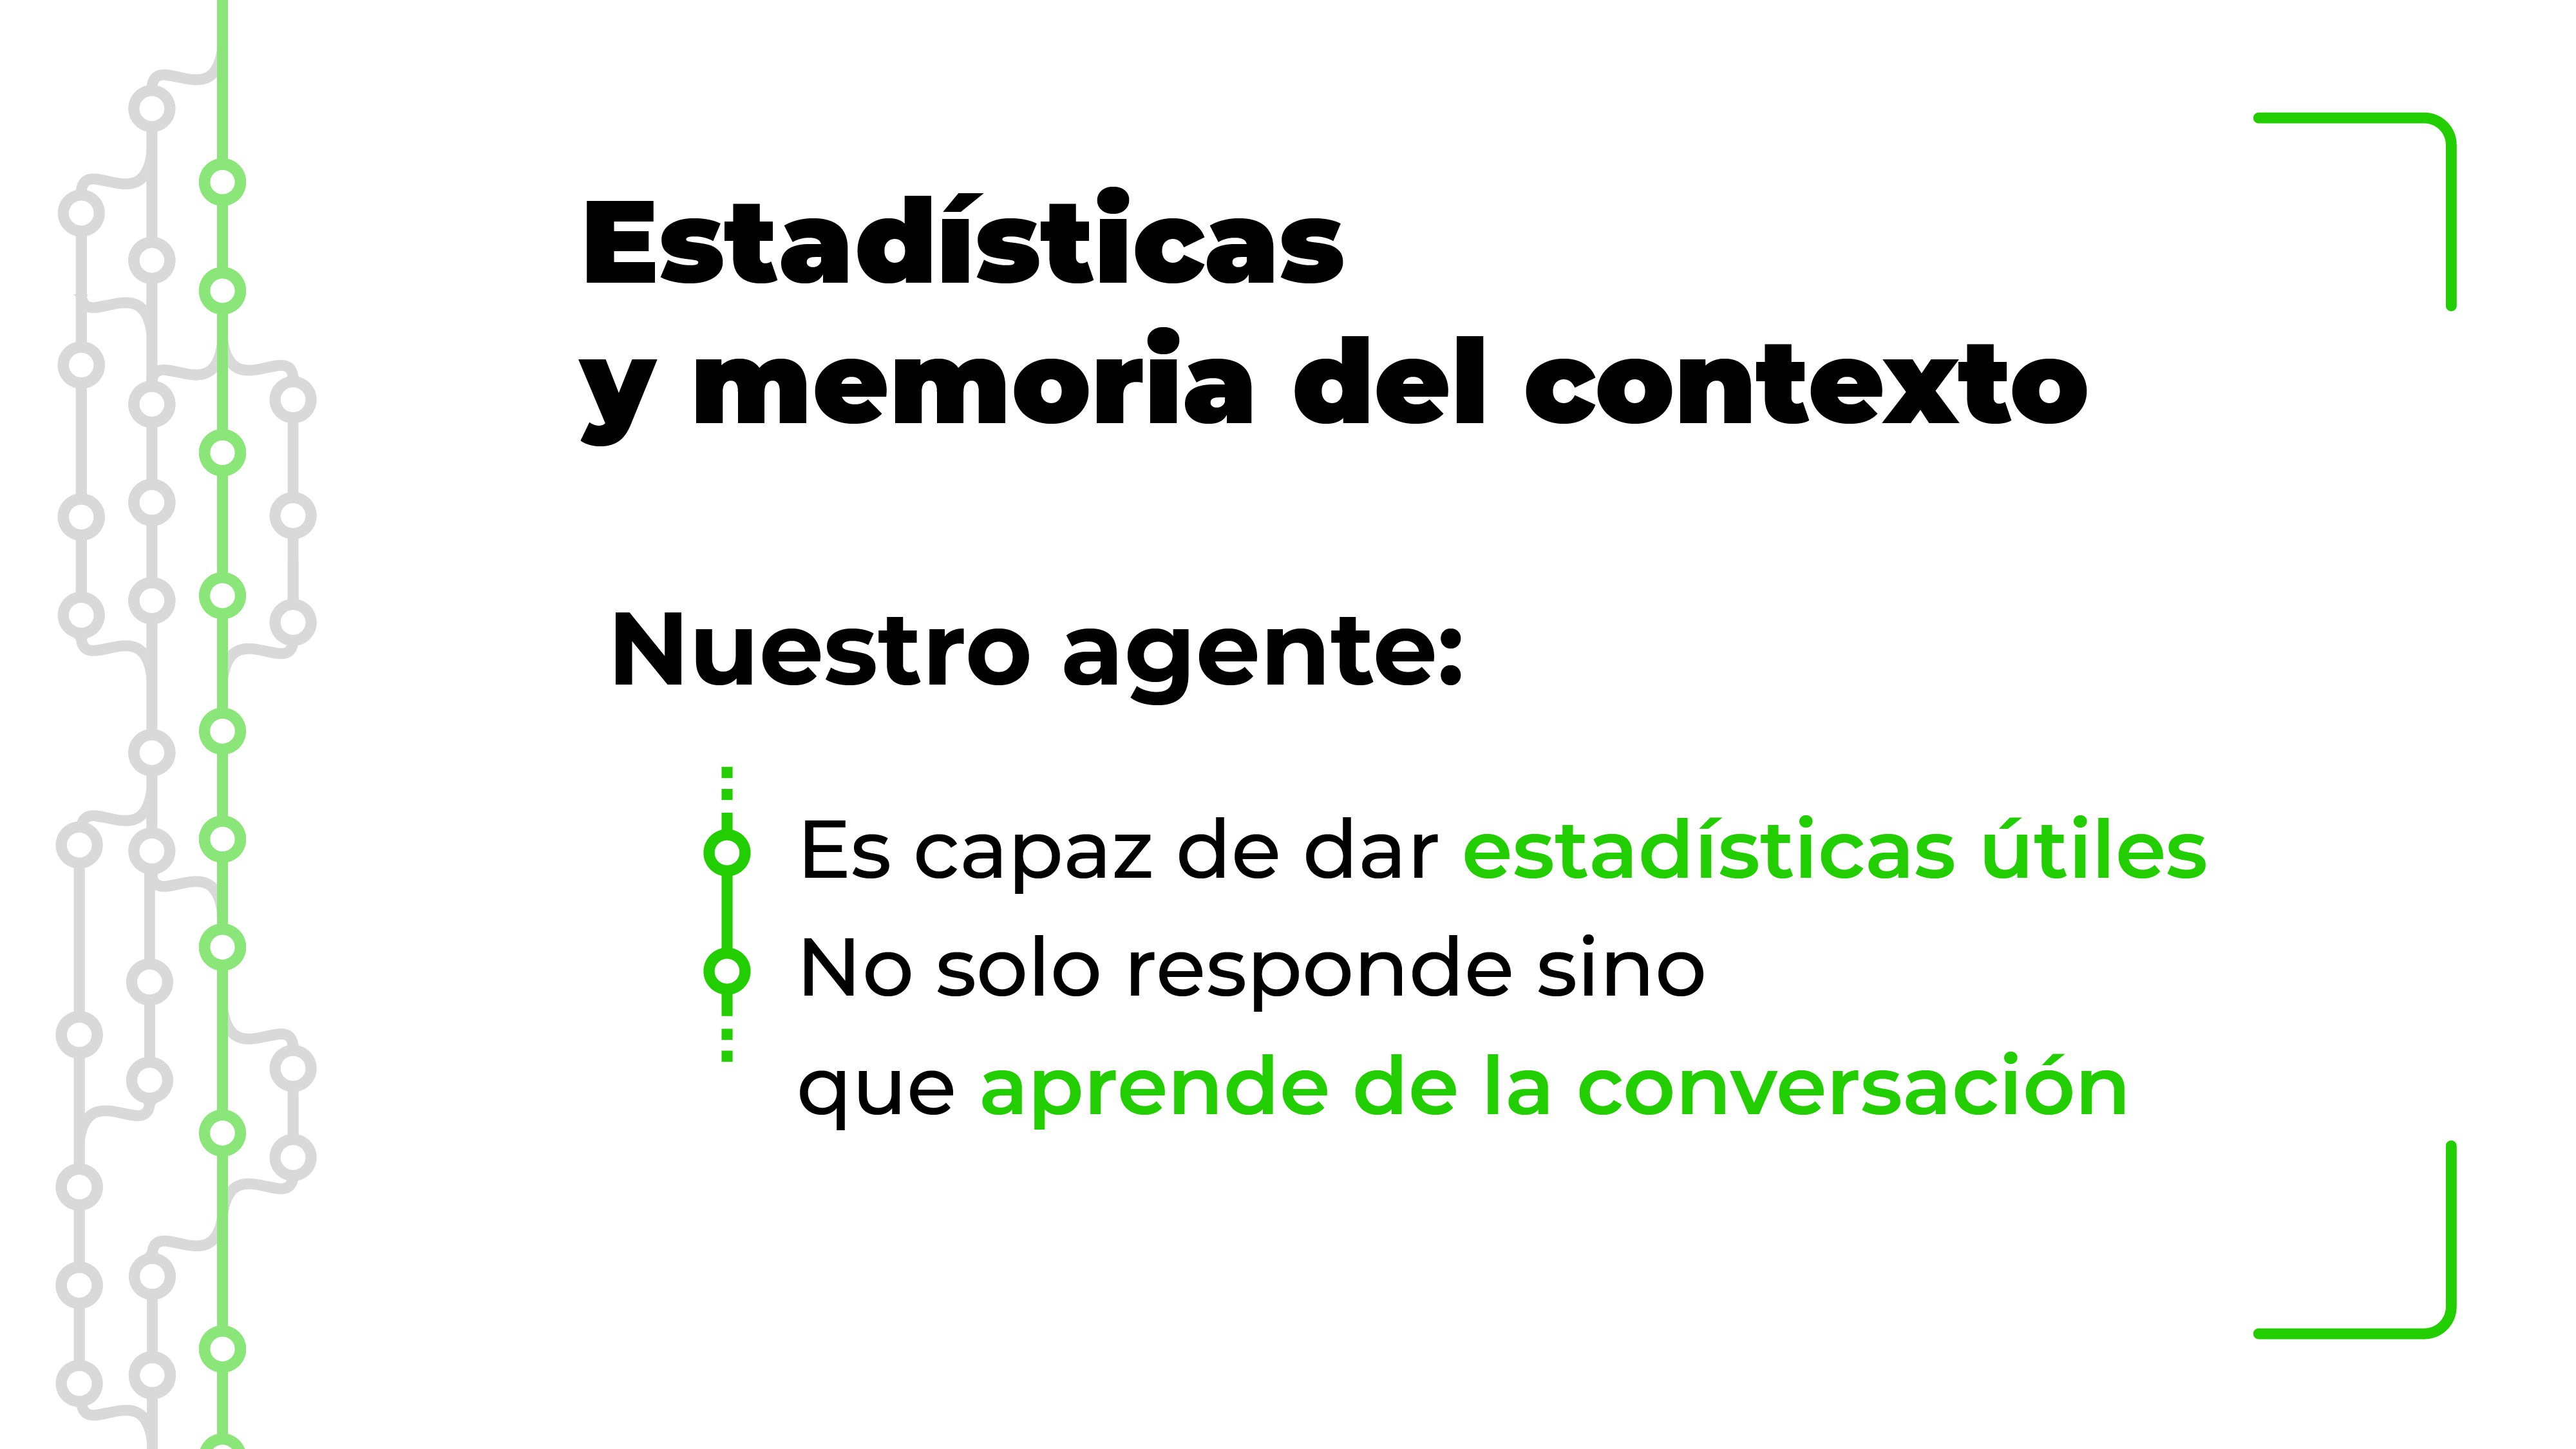 Estadísticas
y memoria del contexto
Nuestro agente:
Es capaz de dar estadísticas útiles
No solo responde sino
que aprende de la conversación